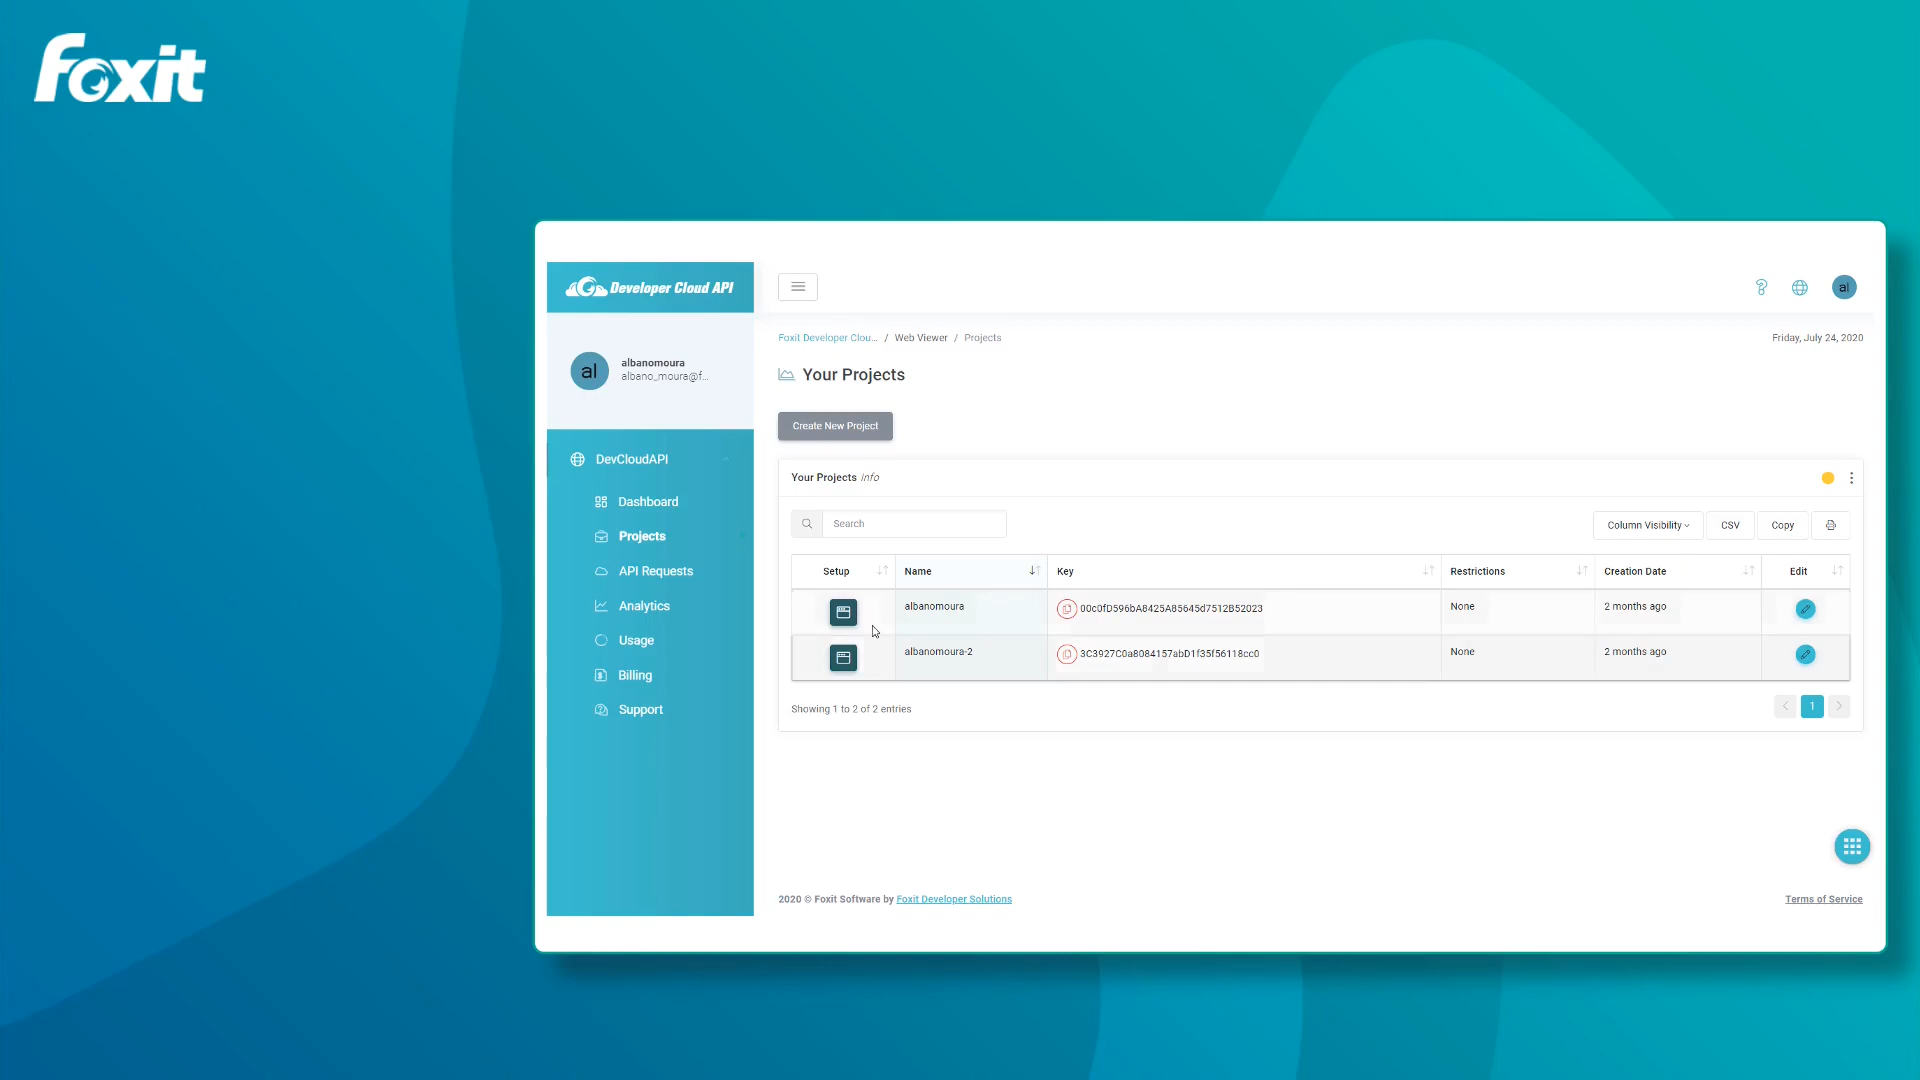 Foxit
Developer Cloud API
al
Foxit Developer Clou... / Web Viewer / Projects
Friday, July 24, 2020
al
albanomoura
albano_moura@f...
Your Projects
Create New Project
DevCloudAPI
Dashboard
Projects
API Requests
Analytics
Usage
Billing
Support
Your Projects Info
Search
Column Visibility
CSV
Copy
Setup Name Key Restrictions Creation Date Edit
albanomoura 00c0fD596bA8425A85645d7512B52023 None 2 months ago
albanomoura-2 3C3927C0a8084157abD1f35f56118cc0 None 2 months ago
Showing 1 to 2 of 2 entries
1
2020 © Foxit Software by Foxit Developer Solutions
Terms of Service